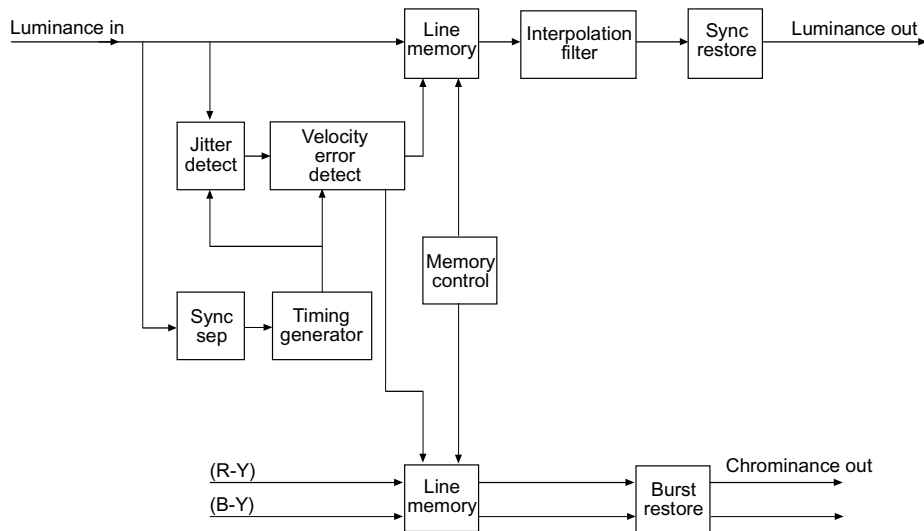 Luminance in
Line
memory
Interpolation
filter
Sync
restore
Luminance out
Jitter
detect
Velocity
error
detect
Memory
control
Sync
sep
Timing
generator
(R-Y)
(B-Y)
Line
memory
Burst
restore
Chrominance out